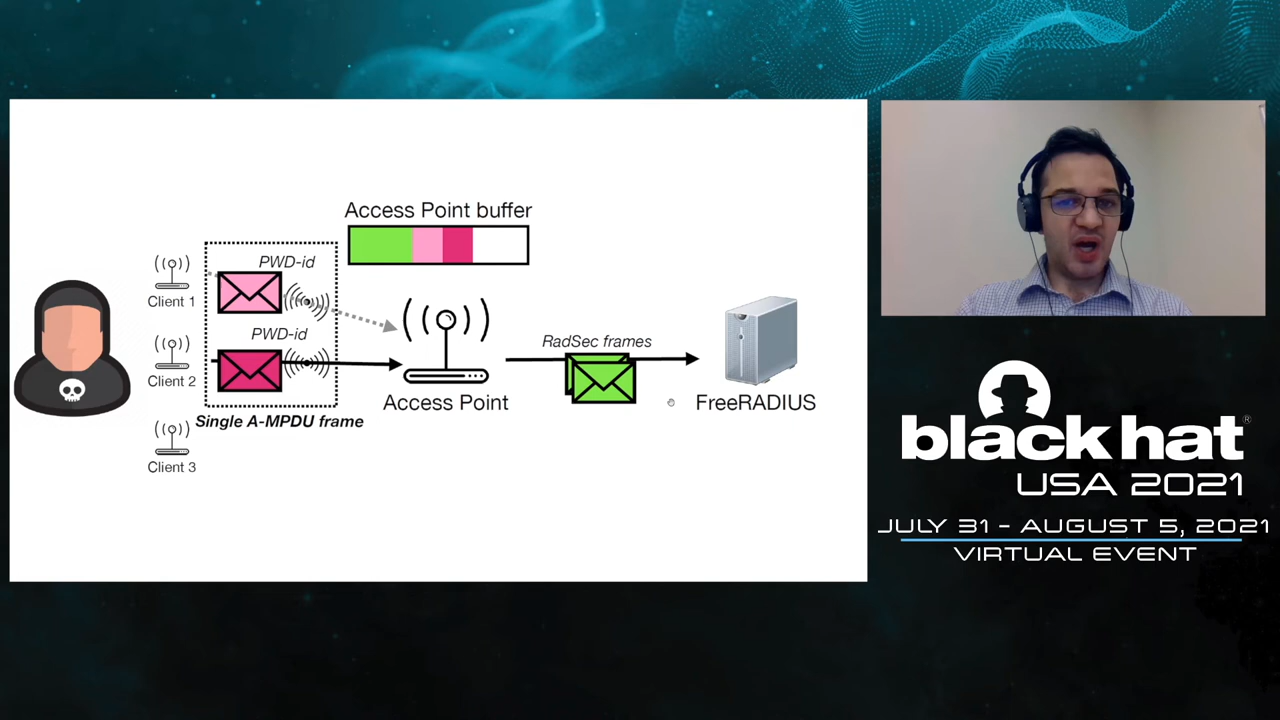 Access Point buffer
PWD-id
Client 1
PWD-id
Client 2
Single A-MPDU frame
Client 3
Access Point
RadSec frames
FreeRADIUS
black hat®
USA 2021
JULY 31 - AUGUST 5, 2021
VIRTUAL EVENT